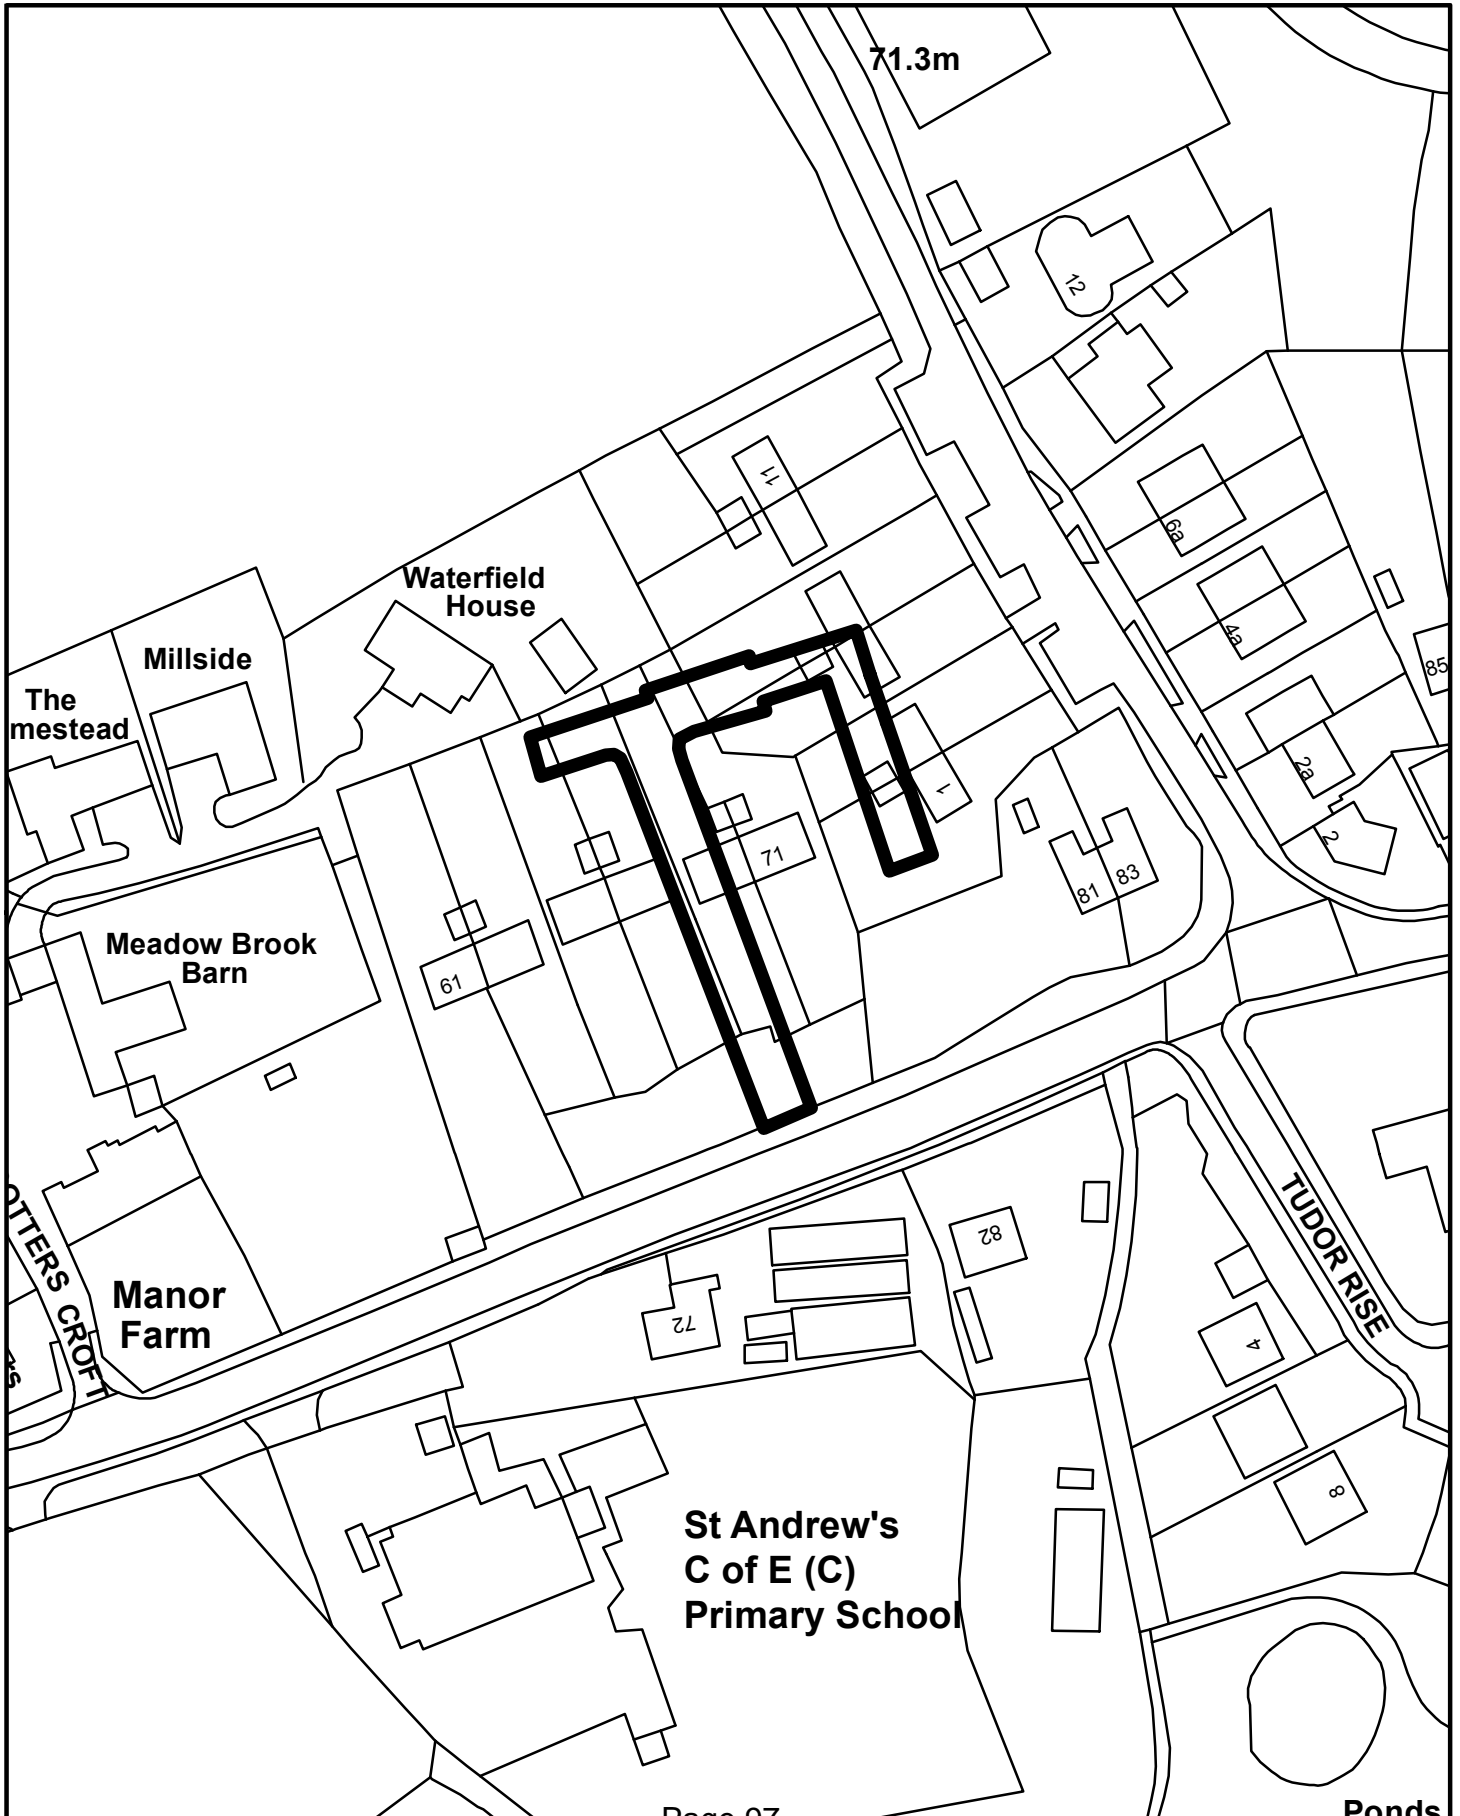 71.3m
12
11
6a
Waterfield
House
4a
Millside
85
The
mestead
2a
1
2
71
81
83
Meadow Brook
Barn
61
OTTERS CROFT
TUDOR RISE
82
Manor
Farm
72
4
rs
8
St Andrew's
C of E (C)
Primary School
Page 97
Ponds